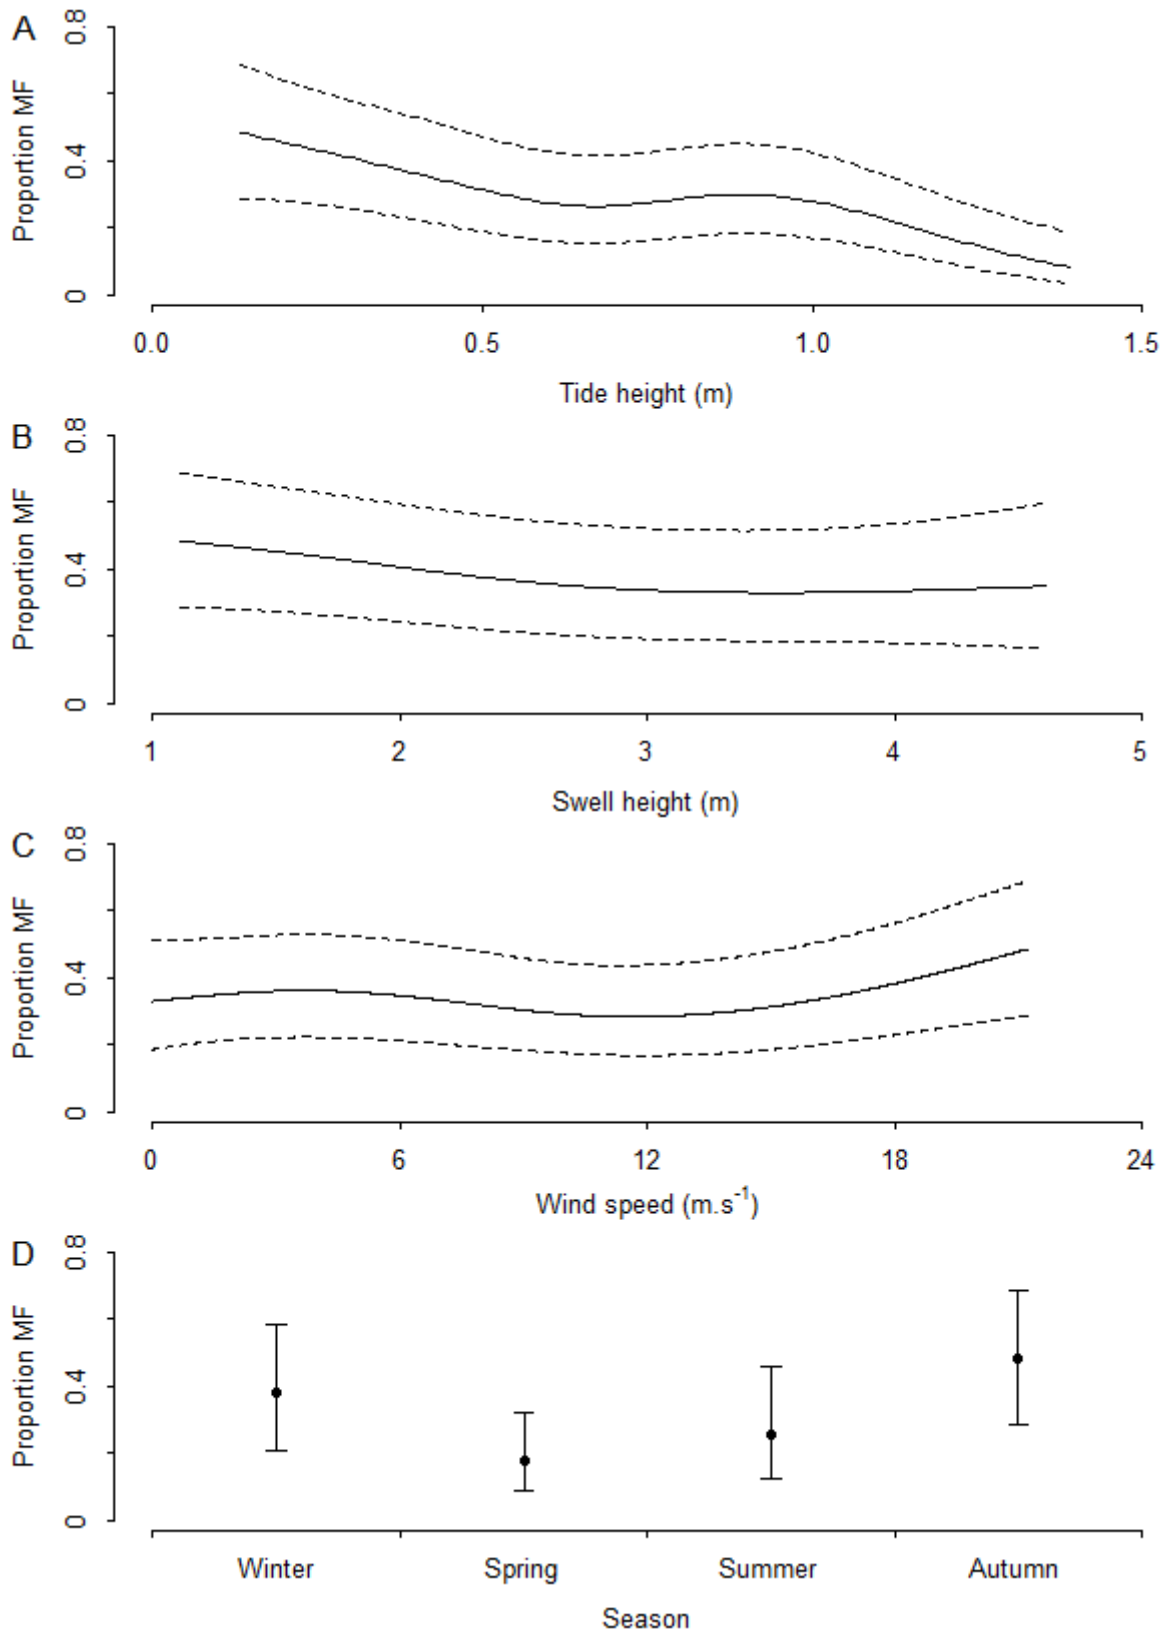 A
Proportion MF
0.8
0.4
0
0.0 0.5 1.0 1.5
Tide height (m)
B
Proportion MF
0.8
0.4
0
1 2 3 4 5
Swell height (m)
C
Proportion MF
0.8
0.4
0
0 6 12 18 24
Wind speed (m.s⁻¹)
D
Proportion MF
0.8
0.4
0
Winter Spring Summer Autumn
Season